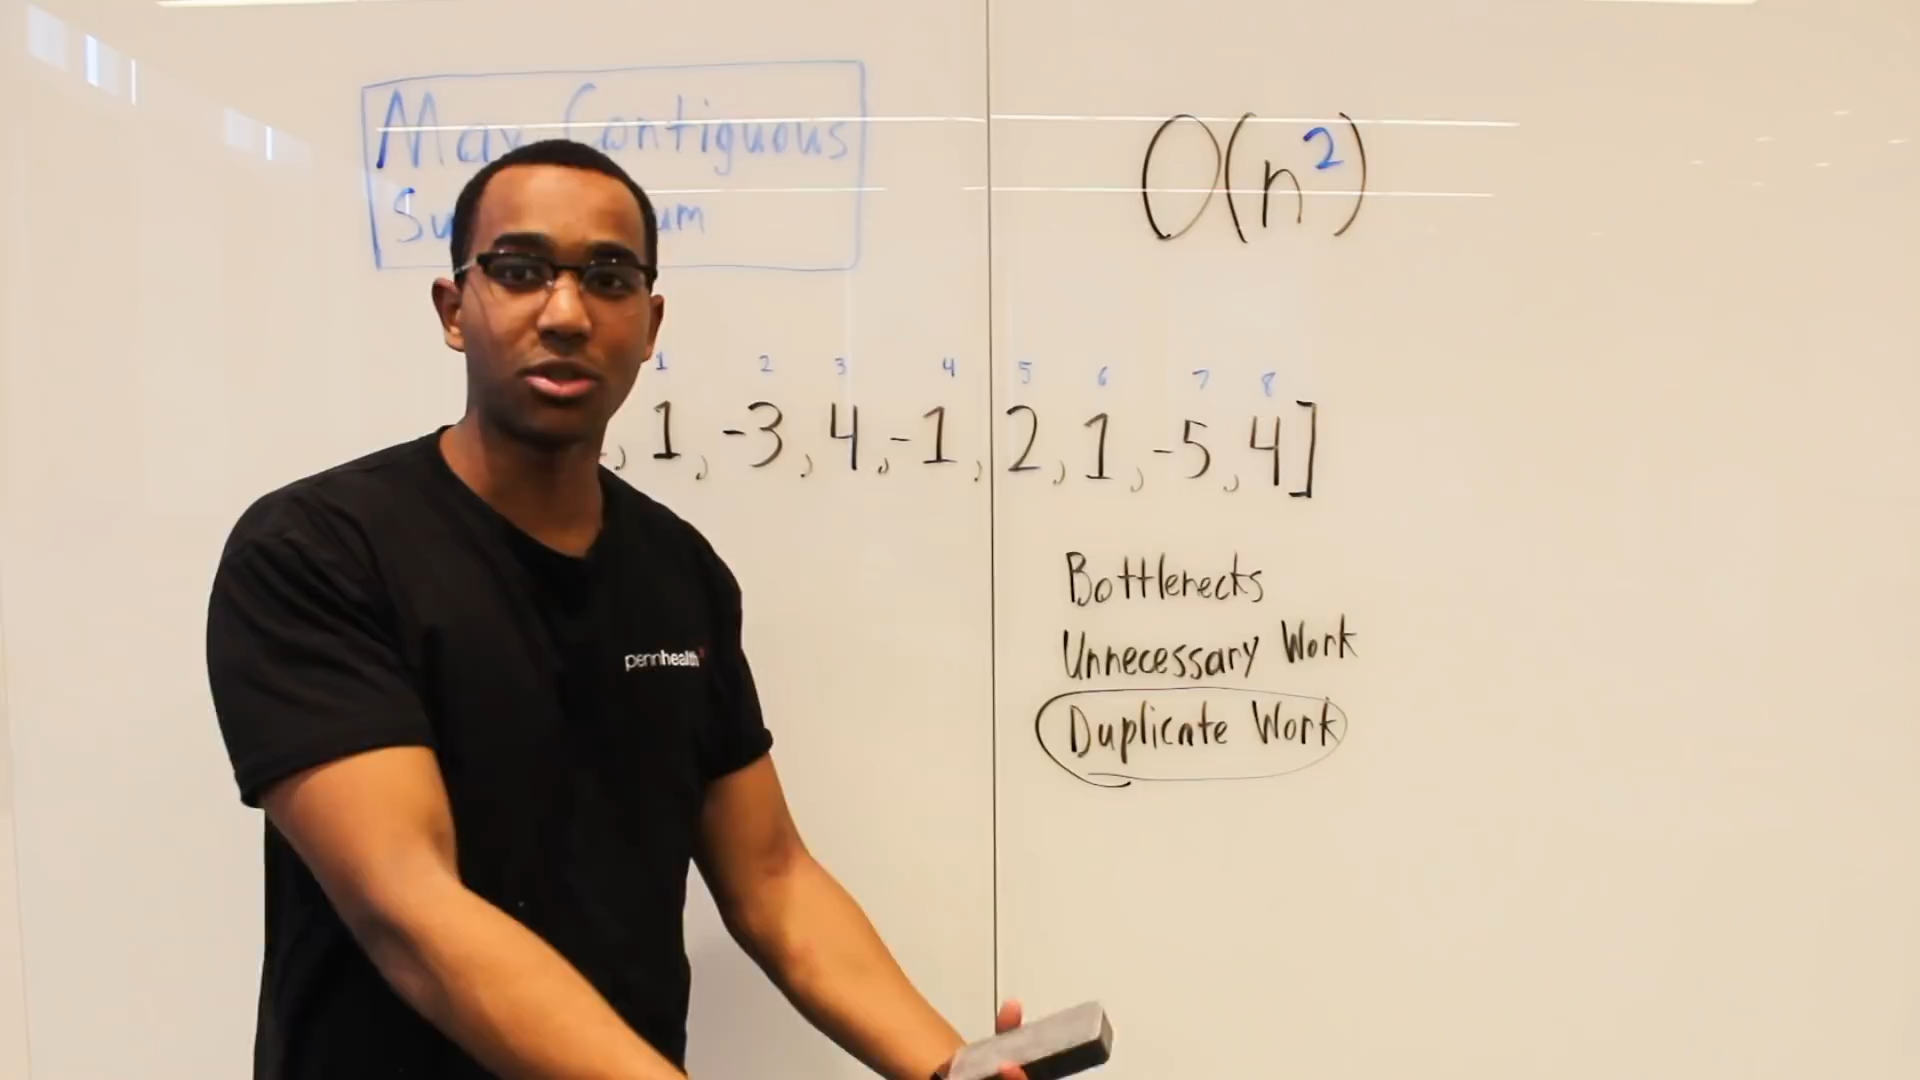 Max Contiguous
O(n²)
1 2 3 4 5 6 7 8
, 1, -3, 4, -1, 2, 1, -5, 4]
Bottlenecks
Unnecessary Work
pennhealth
Duplicate Work